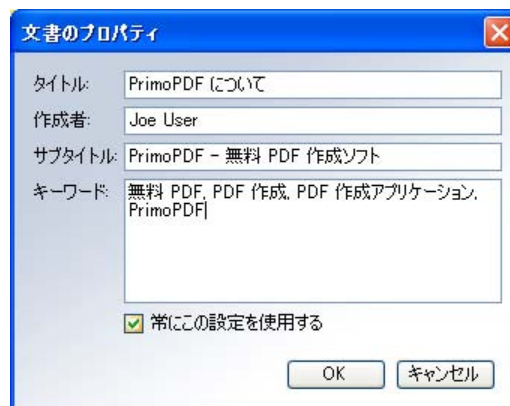 文書のプロパティ
タイトル: PrimoPDF について
作成者: Joe User
サブタイトル: PrimoPDF - 無料 PDF 作成ソフト
キーワード: 無料 PDF, PDF 作成, PDF 作成アプリケーション,
PrimoPDF
常にこの設定を使用する
OK キャンセル